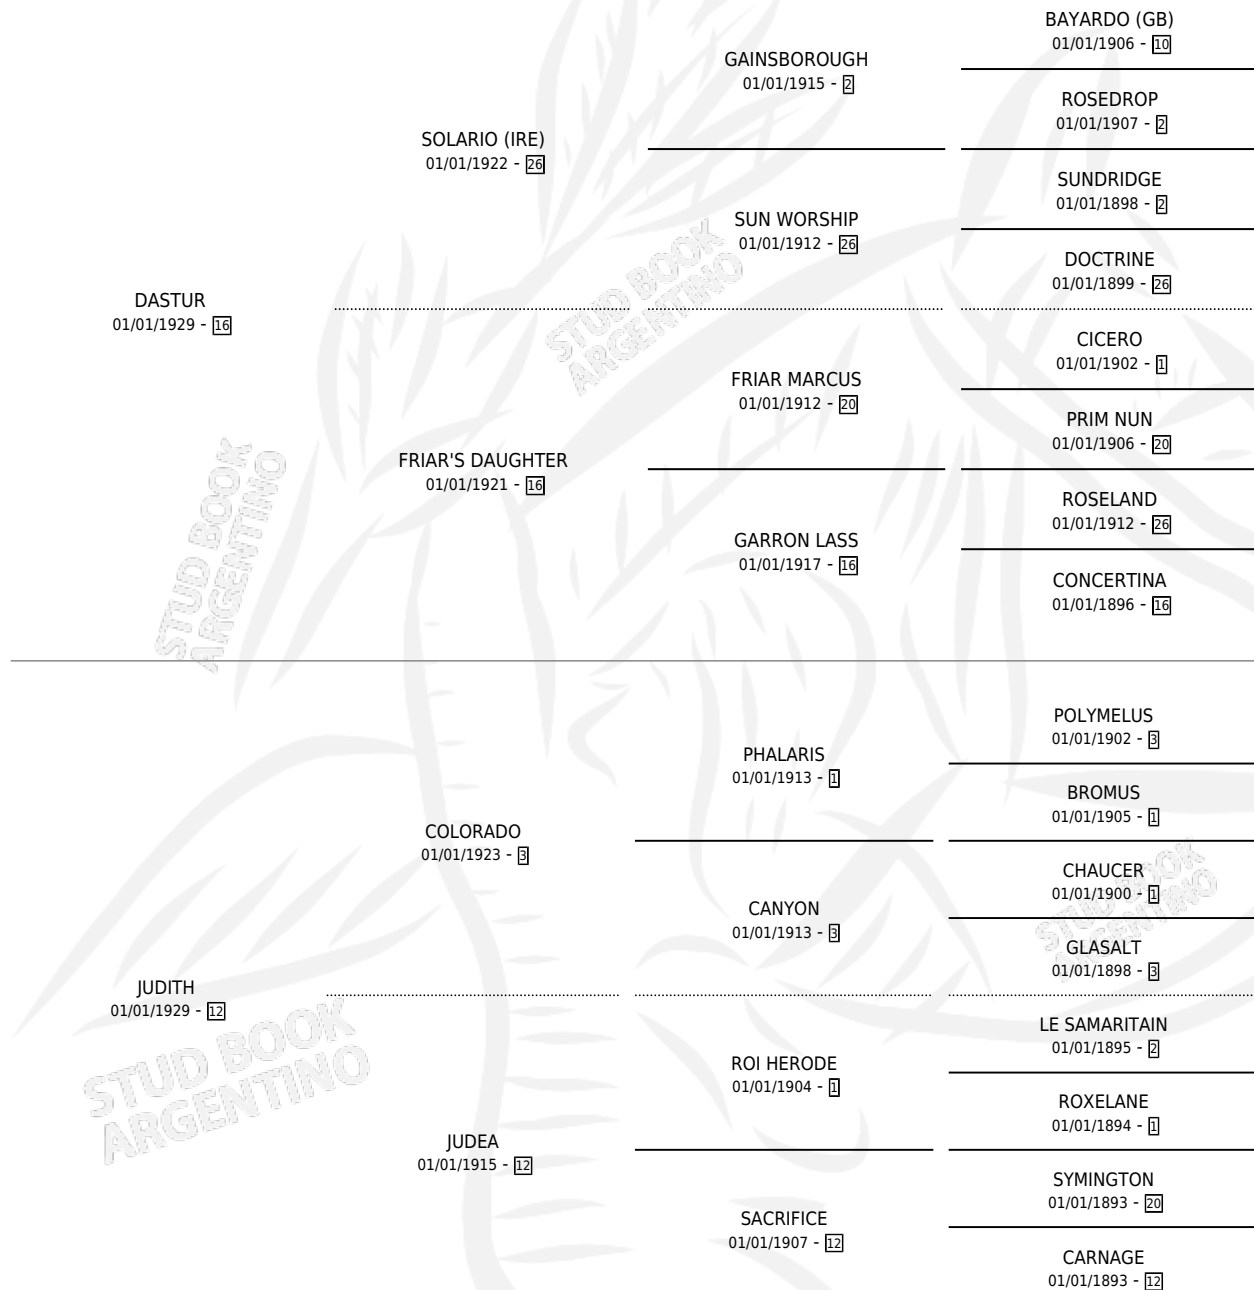 BAYARDO (GB)
01/01/1906 - 10
GAINSBOROUGH
01/01/1915 - 2
ROSEDROP
01/01/1907 - 2
SOLARIO (IRE)
01/01/1922 - 26
SUNDRIDGE
01/01/1898 - 2
SUN WORSHIP
01/01/1912 - 26
DOCTRINE
01/01/1899 - 26
DASTUR
01/01/1929 - 16
CICERO
01/01/1902 - 1
FRIAR MARCUS
01/01/1912 - 20
PRIM NUN
01/01/1906 - 20
FRIAR'S DAUGHTER
01/01/1921 - 16
ROSELAND
01/01/1912 - 26
GARRON LASS
01/01/1917 - 16
CONCERTINA
01/01/1896 - 16
POLYMELUS
01/01/1902 - 3
PHALARIS
01/01/1913 - 1
BROMUS
01/01/1905 - 1
COLORADO
01/01/1923 - 3
CHAUCER
01/01/1900 - 1
CANYON
01/01/1913 - 3
GLASALT
01/01/1898 - 3
JUDITH
01/01/1929 - 12
LE SAMARITAIN
01/01/1895 - 2
ROI HERODE
01/01/1904 - 1
ROXELANE
01/01/1894 - 1
JUDEA
01/01/1915 - 12
SYMINGTON
01/01/1893 - 20
SACRIFICE
01/01/1907 - 12
CARNAGE
01/01/1893 - 12
STUD BOOK
ARGENTINO
STUD BOOK
ARGENTINO
STUD BOOK
ARGENTINO
STUD BOOK
ARGENTINO